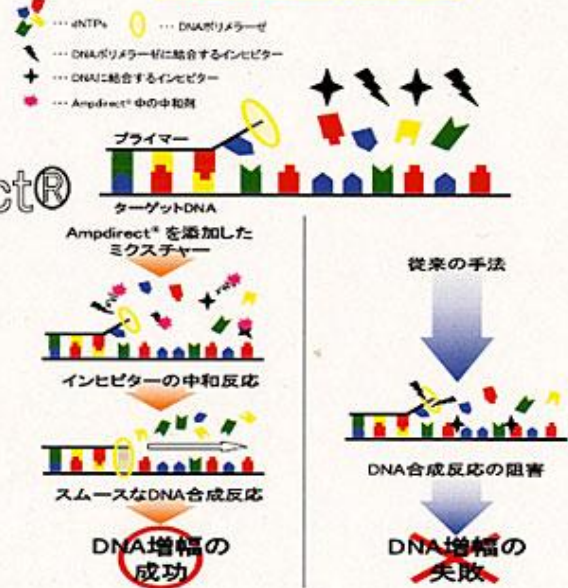 … dNTPs … DNAポリメラーゼ
… DNAポリメラーゼに結合するインヒビター
… DNAに結合するインヒビター
… Ampdirect® 中の中和剤
プライマー
ct®
ターゲットDNA
Ampdirect® を添加した
ミクスチャー
従来の手法
インヒビターの中和反応
スムースなDNA合成反応
DNA合成反応の阻害
DNA増幅の
成功
DNA増幅の
失敗